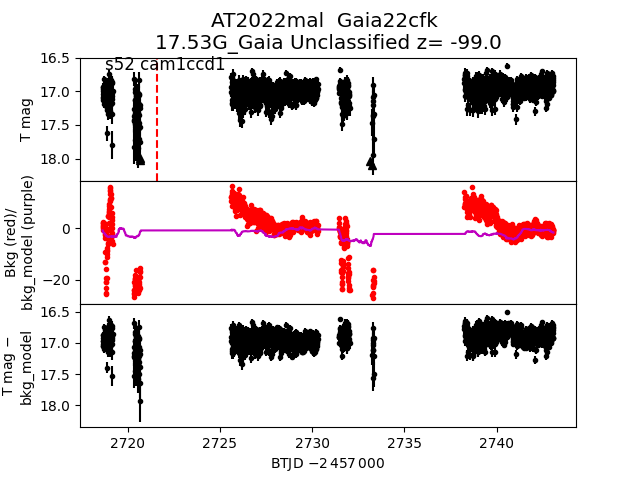 AT2022mal  Gaia22cfk
17.53G_Gaia Unclassified z= -99.0
s52 cam1ccd1
16.5
17.0
17.5
18.0
T mag
0
−20
Bkg (red)/
bkg_model (purple)
16.5
17.0
17.5
18.0
T mag −
bkg_model
2720
2725
2730
2735
2740
BTJD −2 457 000